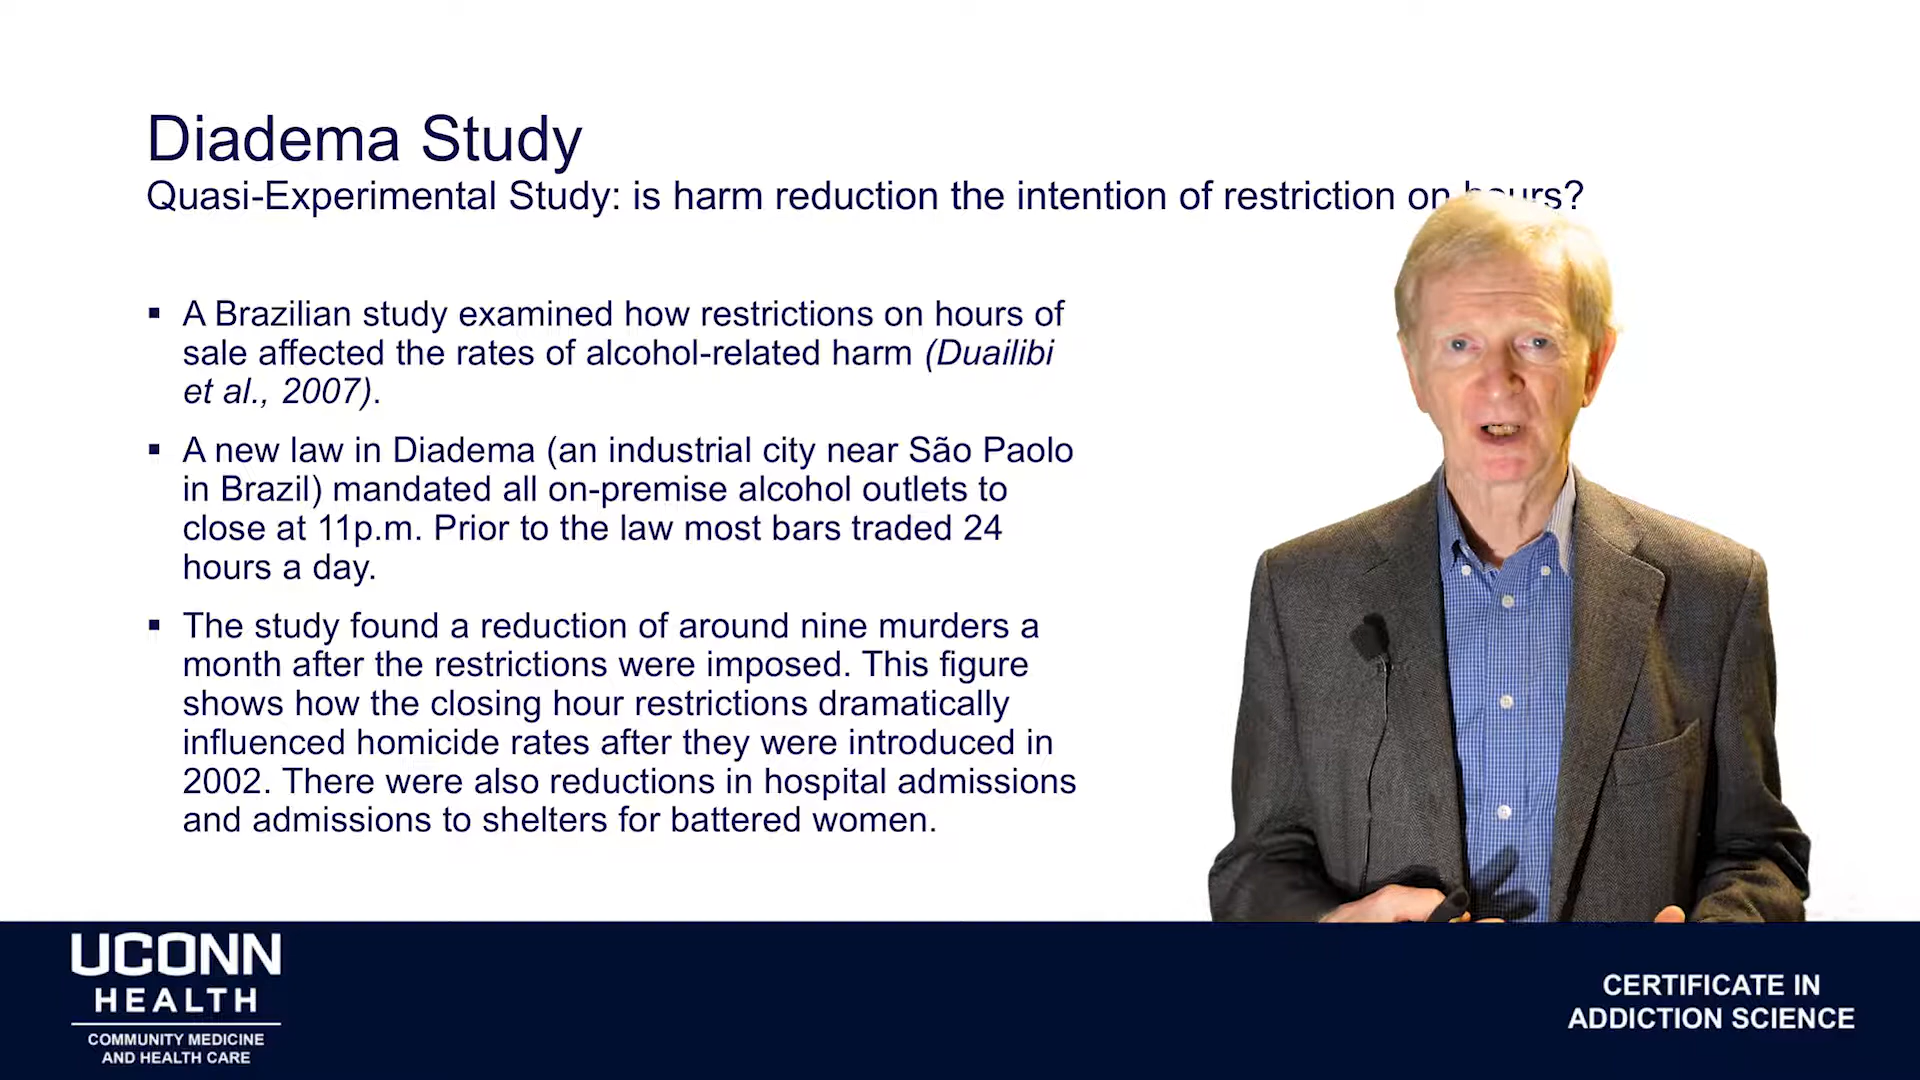 Diadema Study
Quasi-Experimental Study: is harm reduction the intention of restriction on hours?
▪ A Brazilian study examined how restrictions on hours of
sale affected the rates of alcohol-related harm (Duailibi
et al., 2007).
▪ A new law in Diadema (an industrial city near São Paolo
in Brazil) mandated all on-premise alcohol outlets to
close at 11p.m. Prior to the law most bars traded 24
hours a day.
▪ The study found a reduction of around nine murders a
month after the restrictions were imposed. This figure
shows how the closing hour restrictions dramatically
influenced homicide rates after they were introduced in
2002. There were also reductions in hospital admissions
and admissions to shelters for battered women.
UCONN
HEALTH
COMMUNITY MEDICINE
AND HEALTH CARE
CERTIFICATE IN
ADDICTION SCIENCE